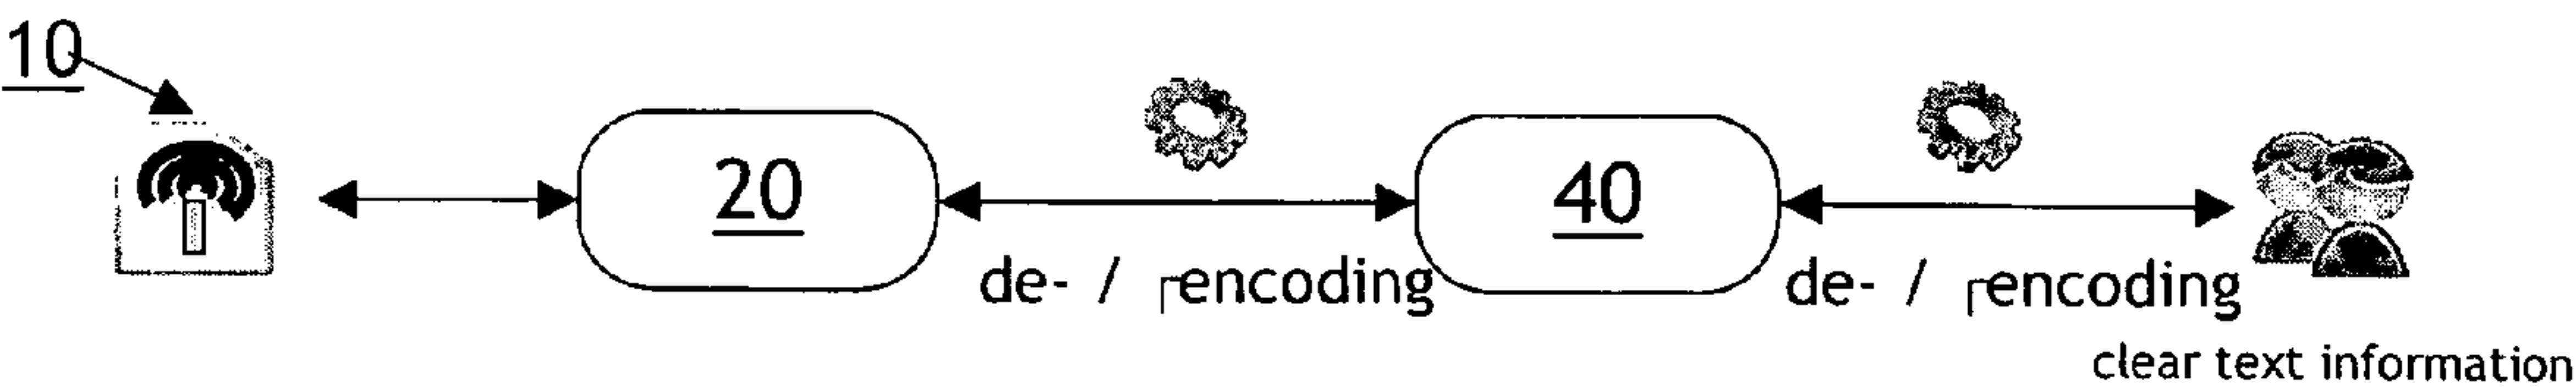 10
20
40
de- / encoding
de- / encoding
clear text information